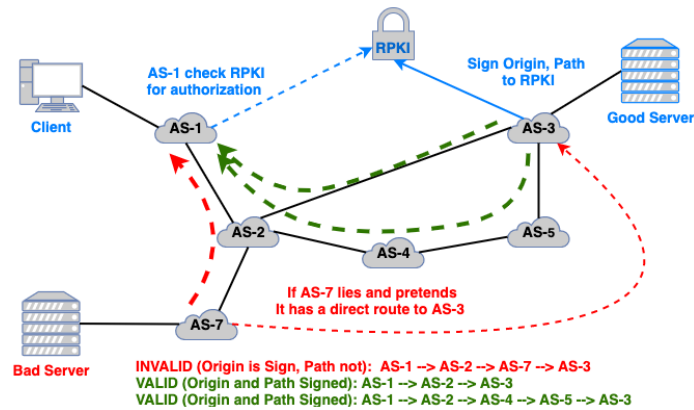 RPKI
AS-1 check RPKI
for authorization
Sign Origin, Path
to RPKI
Client
Good Server
AS-1
AS-3
AS-2
AS-5
AS-4
If AS-7 lies and pretends
It has a direct route to AS-3
AS-7
Bad Server
INVALID (Origin is Sign, Path not): AS-1 --> AS-2 --> AS-7 --> AS-3
VALID (Origin and Path Signed): AS-1 --> AS-2 --> AS-3
VALID (Origin and Path Signed): AS-1 --> AS-2 --> AS-4 --> AS-5 --> AS-3